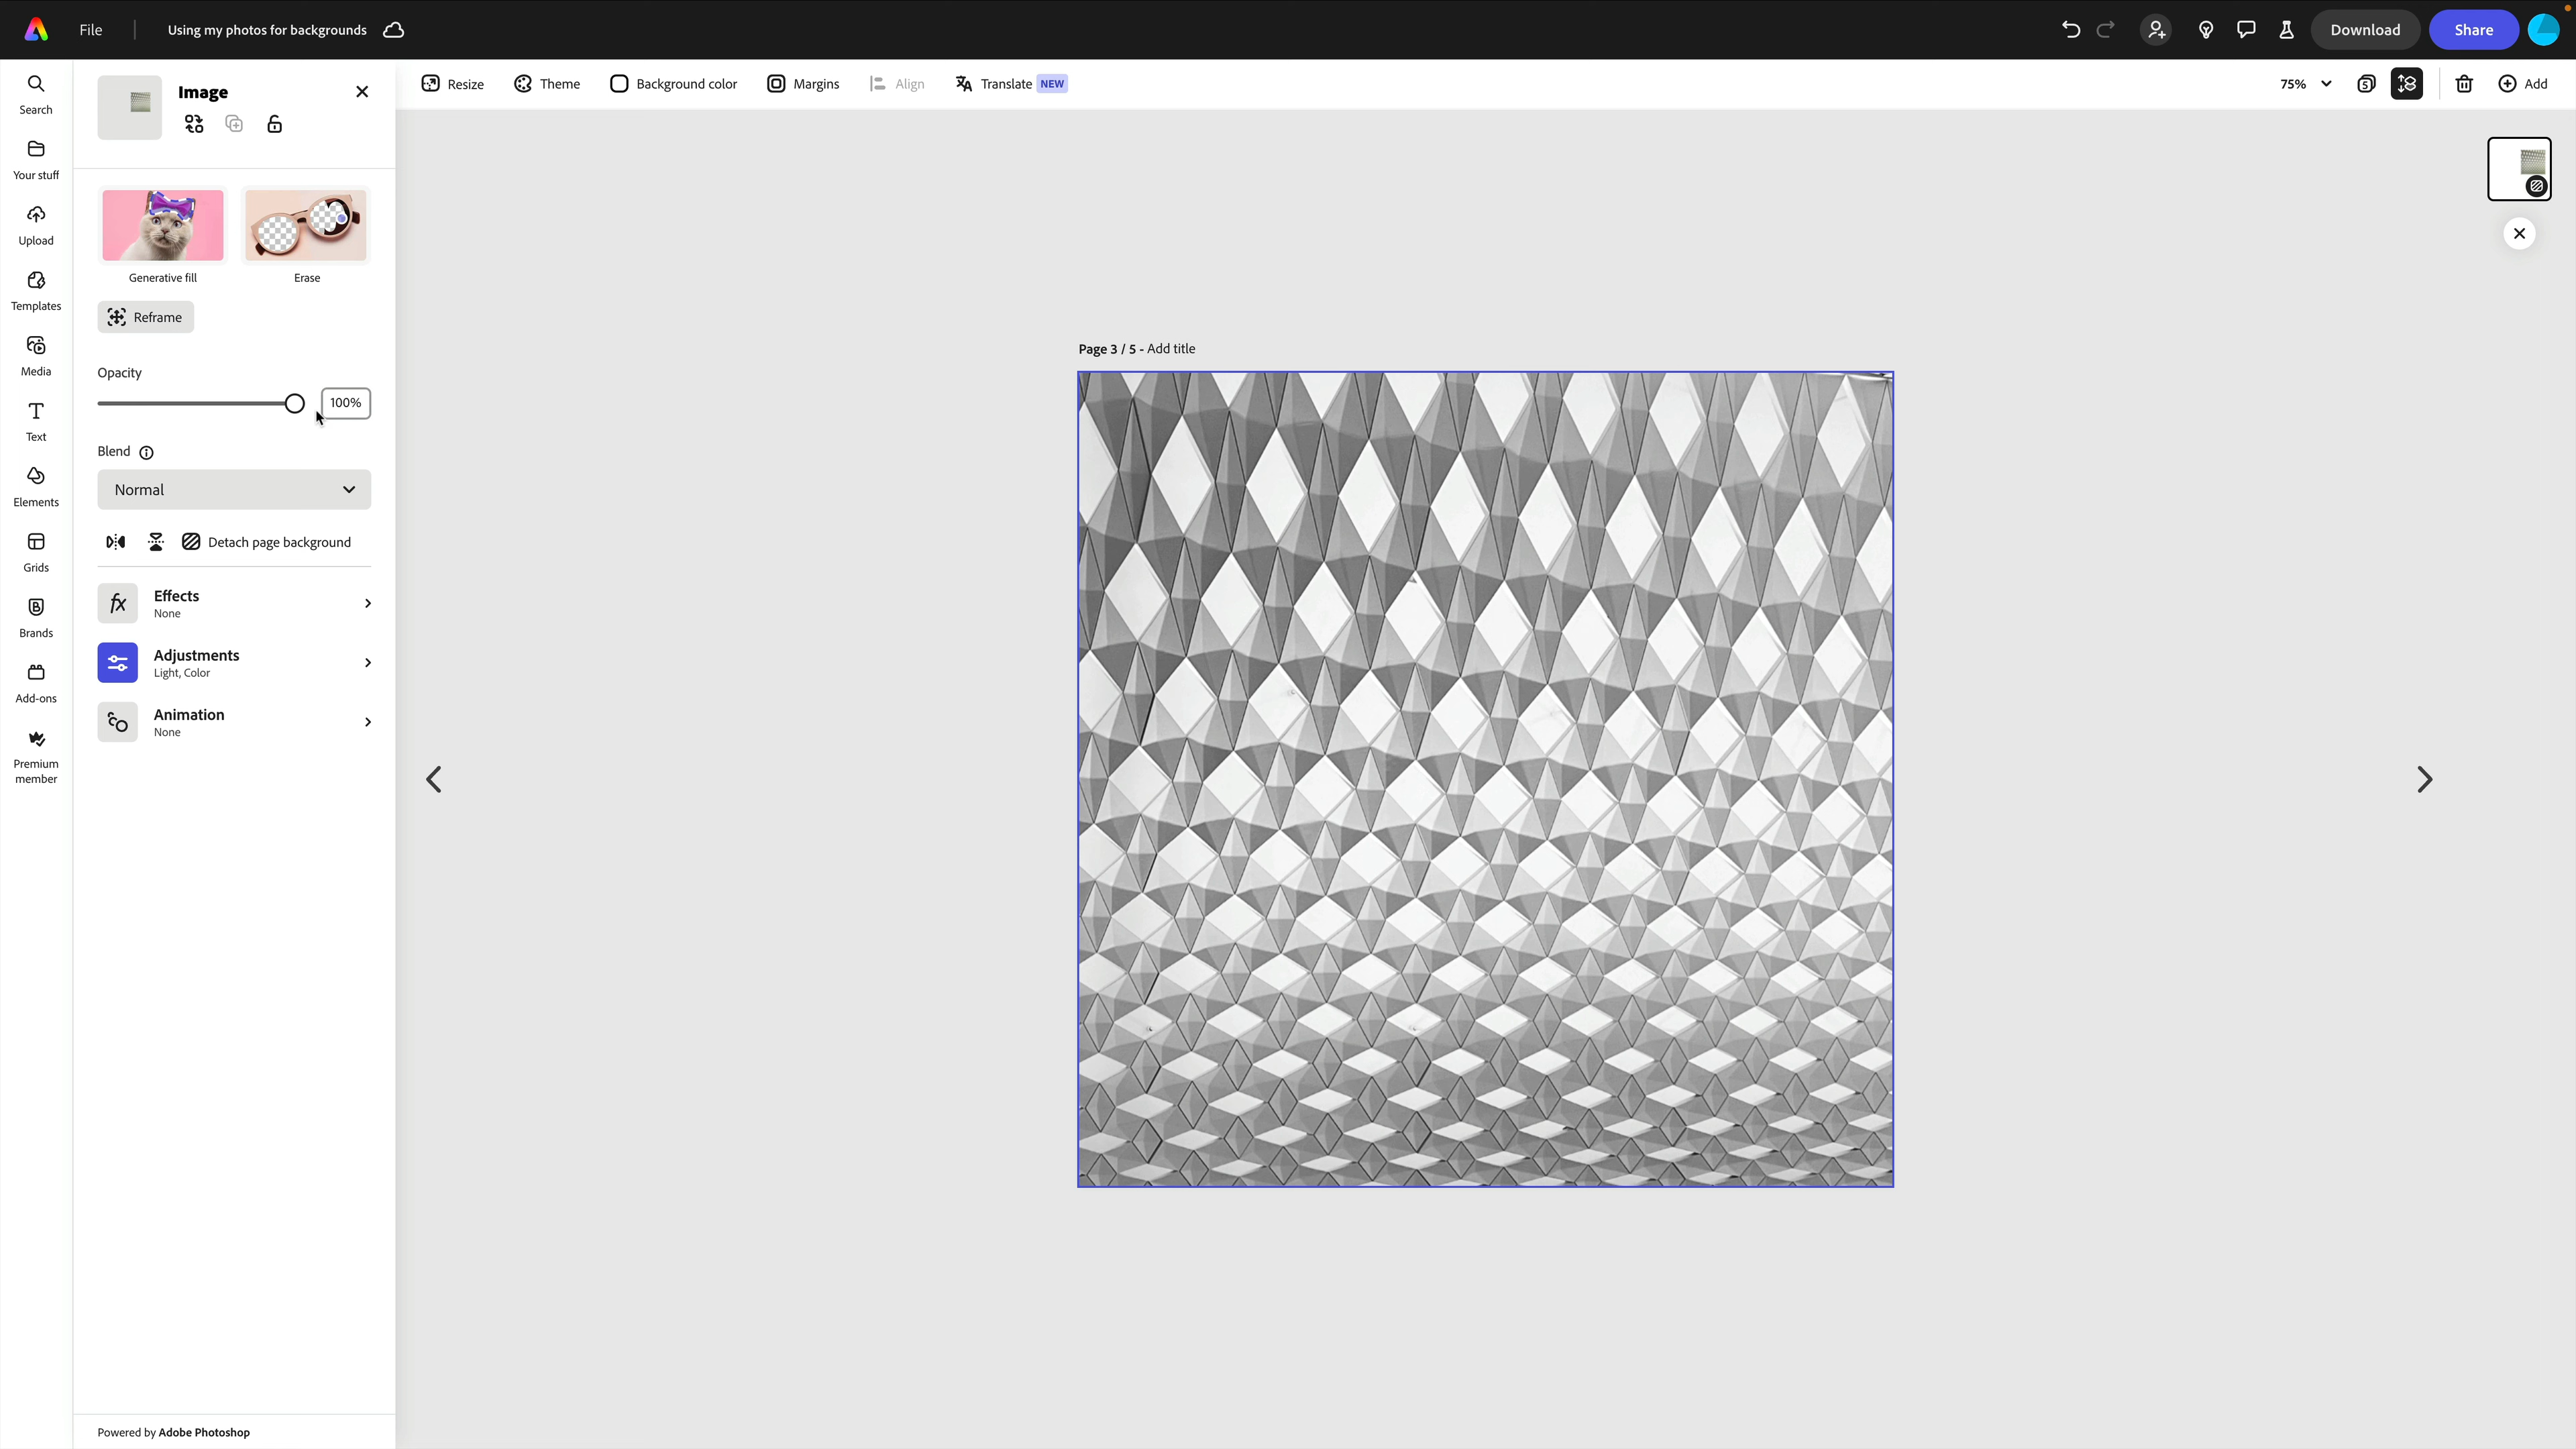 File
Using my photos for backgrounds
Download
Share
Search
Your stuff
Upload
Templates
Media
Text
Elements
Grids
Brands
Add-ons
Premium
member
Image
Generative fill
Erase
Reframe
Opacity
100%
Blend
Normal
Detach page background
Effects
None
Adjustments
Light, Color
Animation
None
Powered by Adobe Photoshop
Resize
Theme
Background color
Margins
Align
Translate NEW
75%
5
Add
Page 3 / 5 - Add title